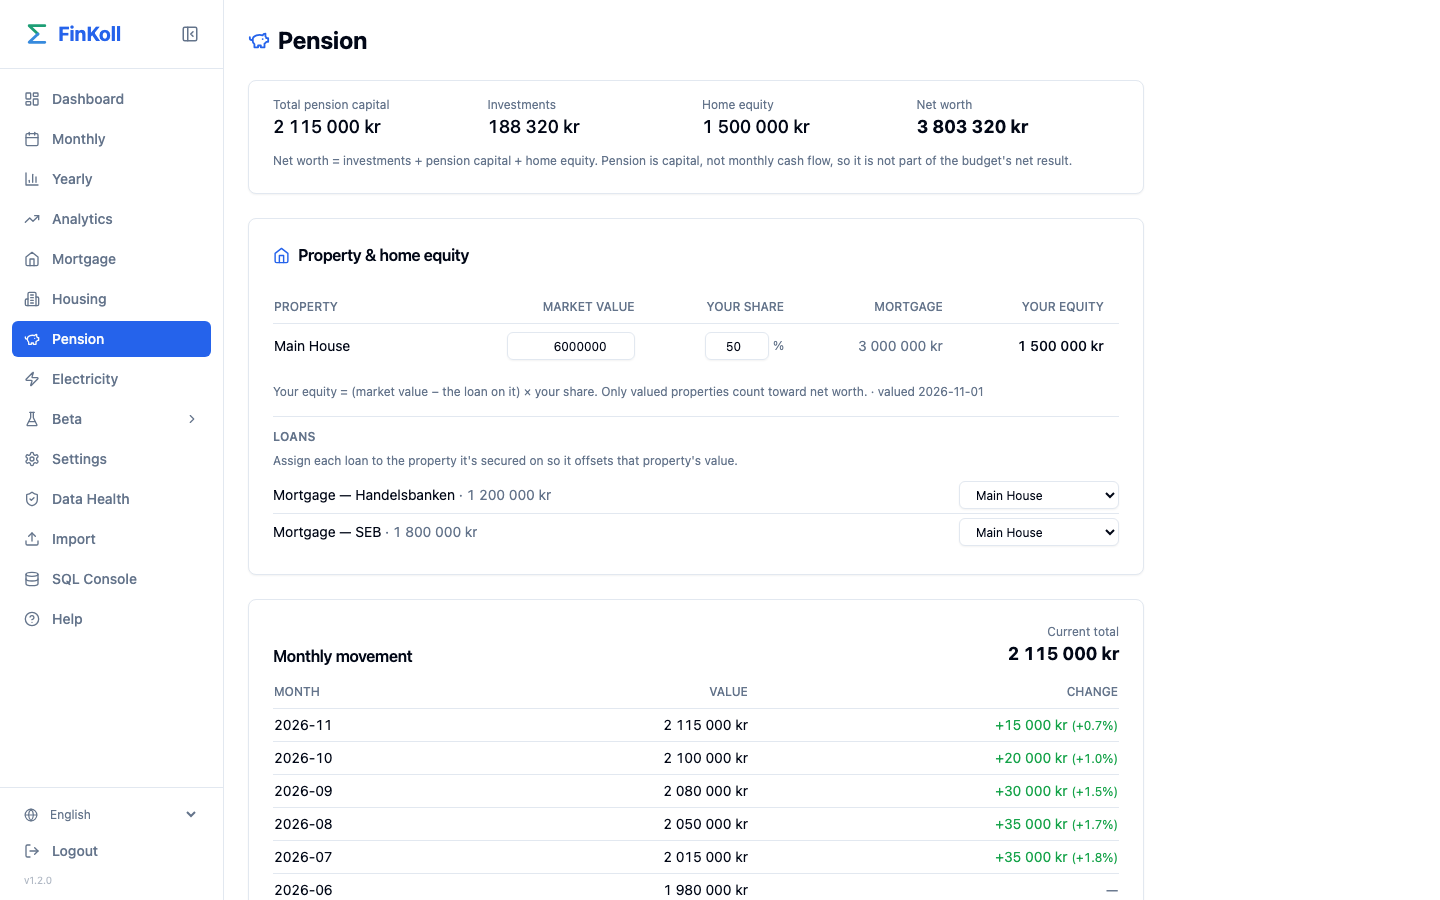 FinKoll
Dashboard
Monthly
Yearly
Analytics
Mortgage
Housing
Pension
Electricity
Beta
Settings
Data Health
Import
SQL Console
Help
English
Logout
v1.2.0
Pension
Total pension capital Investments Home equity Net worth
2 115 000 kr 188 320 kr 1 500 000 kr 3 803 320 kr
Net worth = investments + pension capital + home equity. Pension is capital, not monthly cash flow, so it is not part of the budget's net result.
Property & home equity
PROPERTY MARKET VALUE YOUR SHARE MORTGAGE YOUR EQUITY
Main House 6000000 50 % 3 000 000 kr 1 500 000 kr
Your equity = (market value − the loan on it) × your share. Only valued properties count toward net worth. · valued 2026-11-01
LOANS
Assign each loan to the property it's secured on so it offsets that property's value.
Mortgage — Handelsbanken · 1 200 000 kr Main House
Mortgage — SEB · 1 800 000 kr Main House
Current total
Monthly movement 2 115 000 kr
MONTH VALUE CHANGE
2026-11 2 115 000 kr +15 000 kr (+0.7%)
2026-10 2 100 000 kr +20 000 kr (+1.0%)
2026-09 2 080 000 kr +30 000 kr (+1.5%)
2026-08 2 050 000 kr +35 000 kr (+1.7%)
2026-07 2 015 000 kr +35 000 kr (+1.8%)
2026-06 1 980 000 kr —